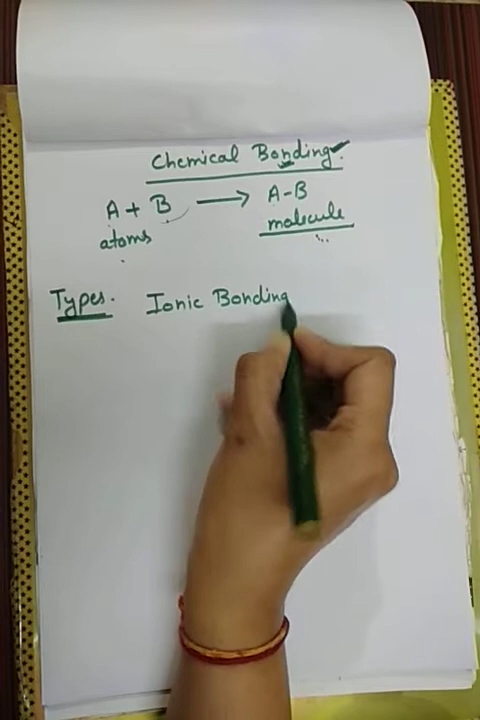 Chemical Bonding.
A + B ⟶ A-B
atoms molecule
Types. Ionic Bonding